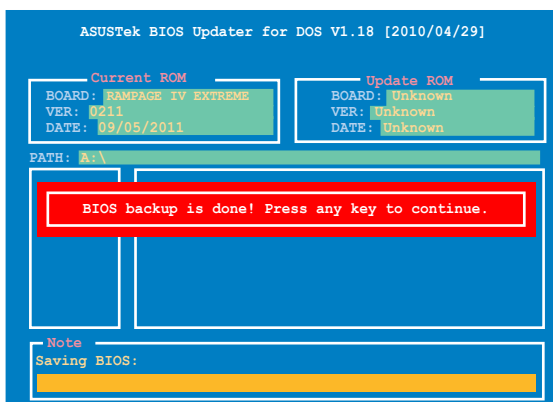 ASUSTek BIOS Updater for DOS V1.18 [2010/04/29]
Current ROM
BOARD: RAMPAGE IV EXTREME
VER: 0211
DATE: 09/05/2011
Update ROM
BOARD: Unknown
VER: Unknown
DATE: Unknown
PATH: A:\
BIOS backup is done! Press any key to continue.
Note
Saving BIOS: